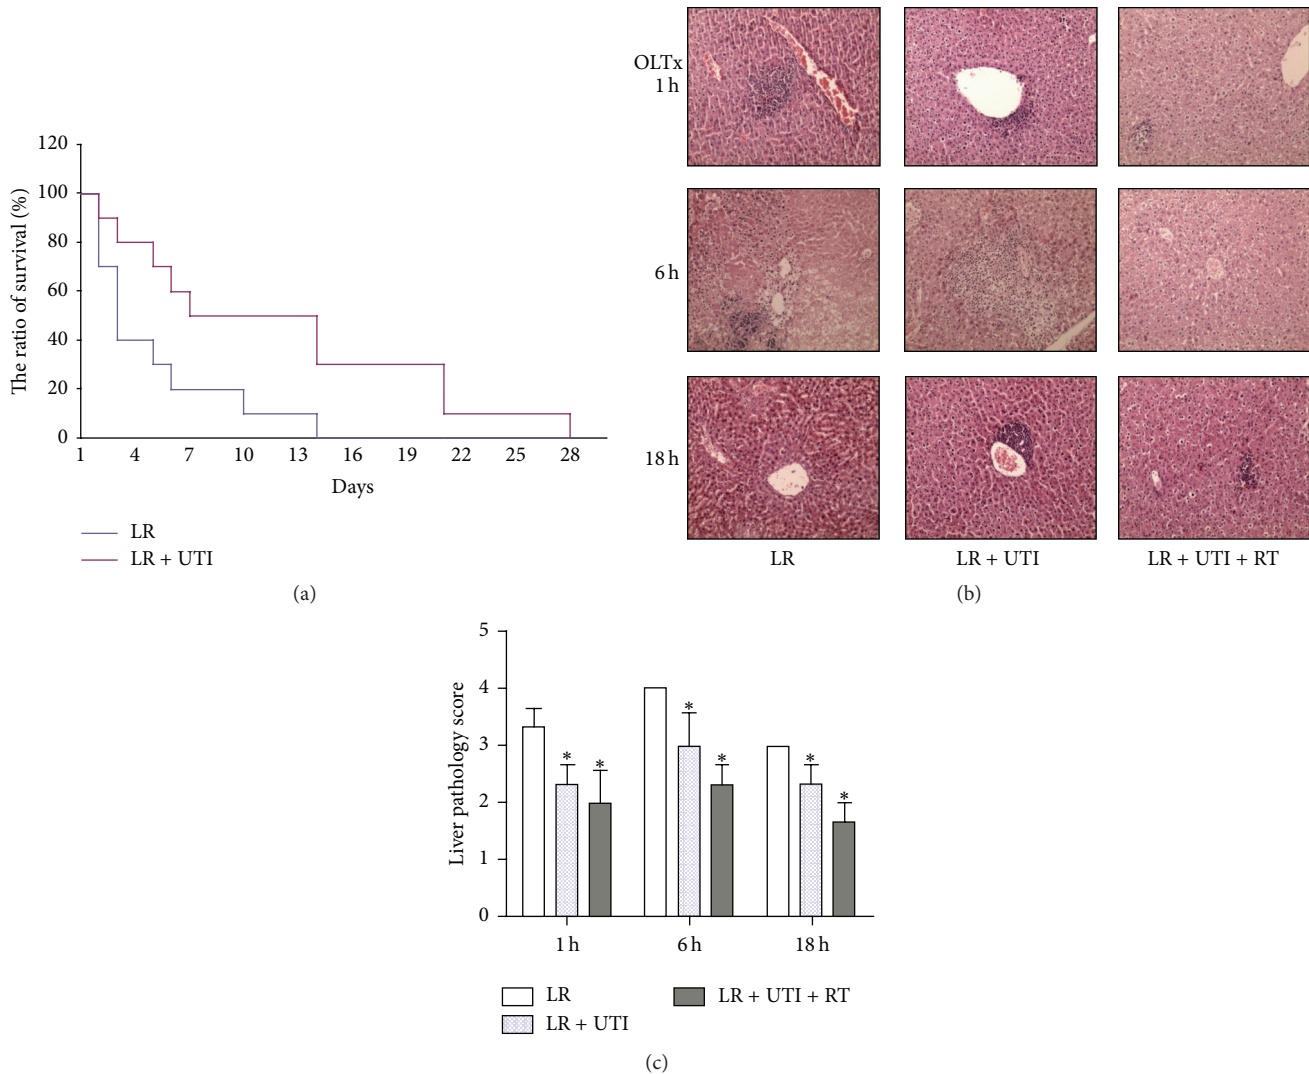 120
100
80
60
40
20
0
The ratio of survival (%)
1 4 7 10 13 16 19 22 25 28
Days
LR
LR + UTI
(a)
OLTx
1 h
6 h
18 h
LR LR + UTI LR + UTI + RT
(b)
5
4
3
2
1
0
Liver pathology score
* *
* *
* *
1 h 6 h 18 h
LR
LR + UTI
LR + UTI + RT
(c)